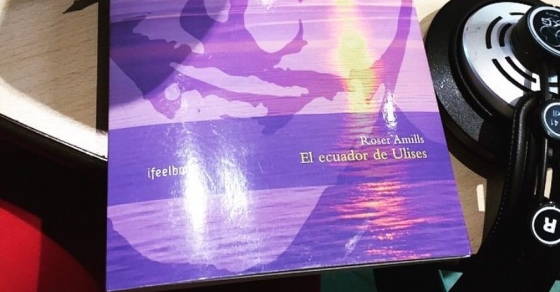 Roser Amills
El ecuador de Ulises
R